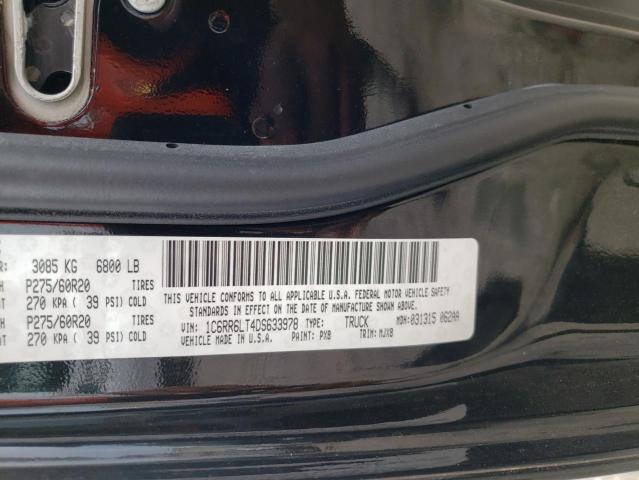 3085 KG 6800 LB
P275/60R20 TIRES
270 KPA ( 39 PSI) COLD
P275/60R20 TIRES
270 KPA ( 39 PSI) COLD
THIS VEHICLE CONFORMS TO ALL APPLICABLE U.S.A. FEDERAL MOTOR VEHICLE SAFETY
STANDARDS IN EFFECT ON THE DATE OF MANUFACTURE SHOWN ABOVE.
VIN: 1C6RR6LT4DS633978 TYPE: TRUCK MDH: 031315 062AA
VEHICLE MADE IN U.S.A. PAINT: PX8 TRIM: MJX8